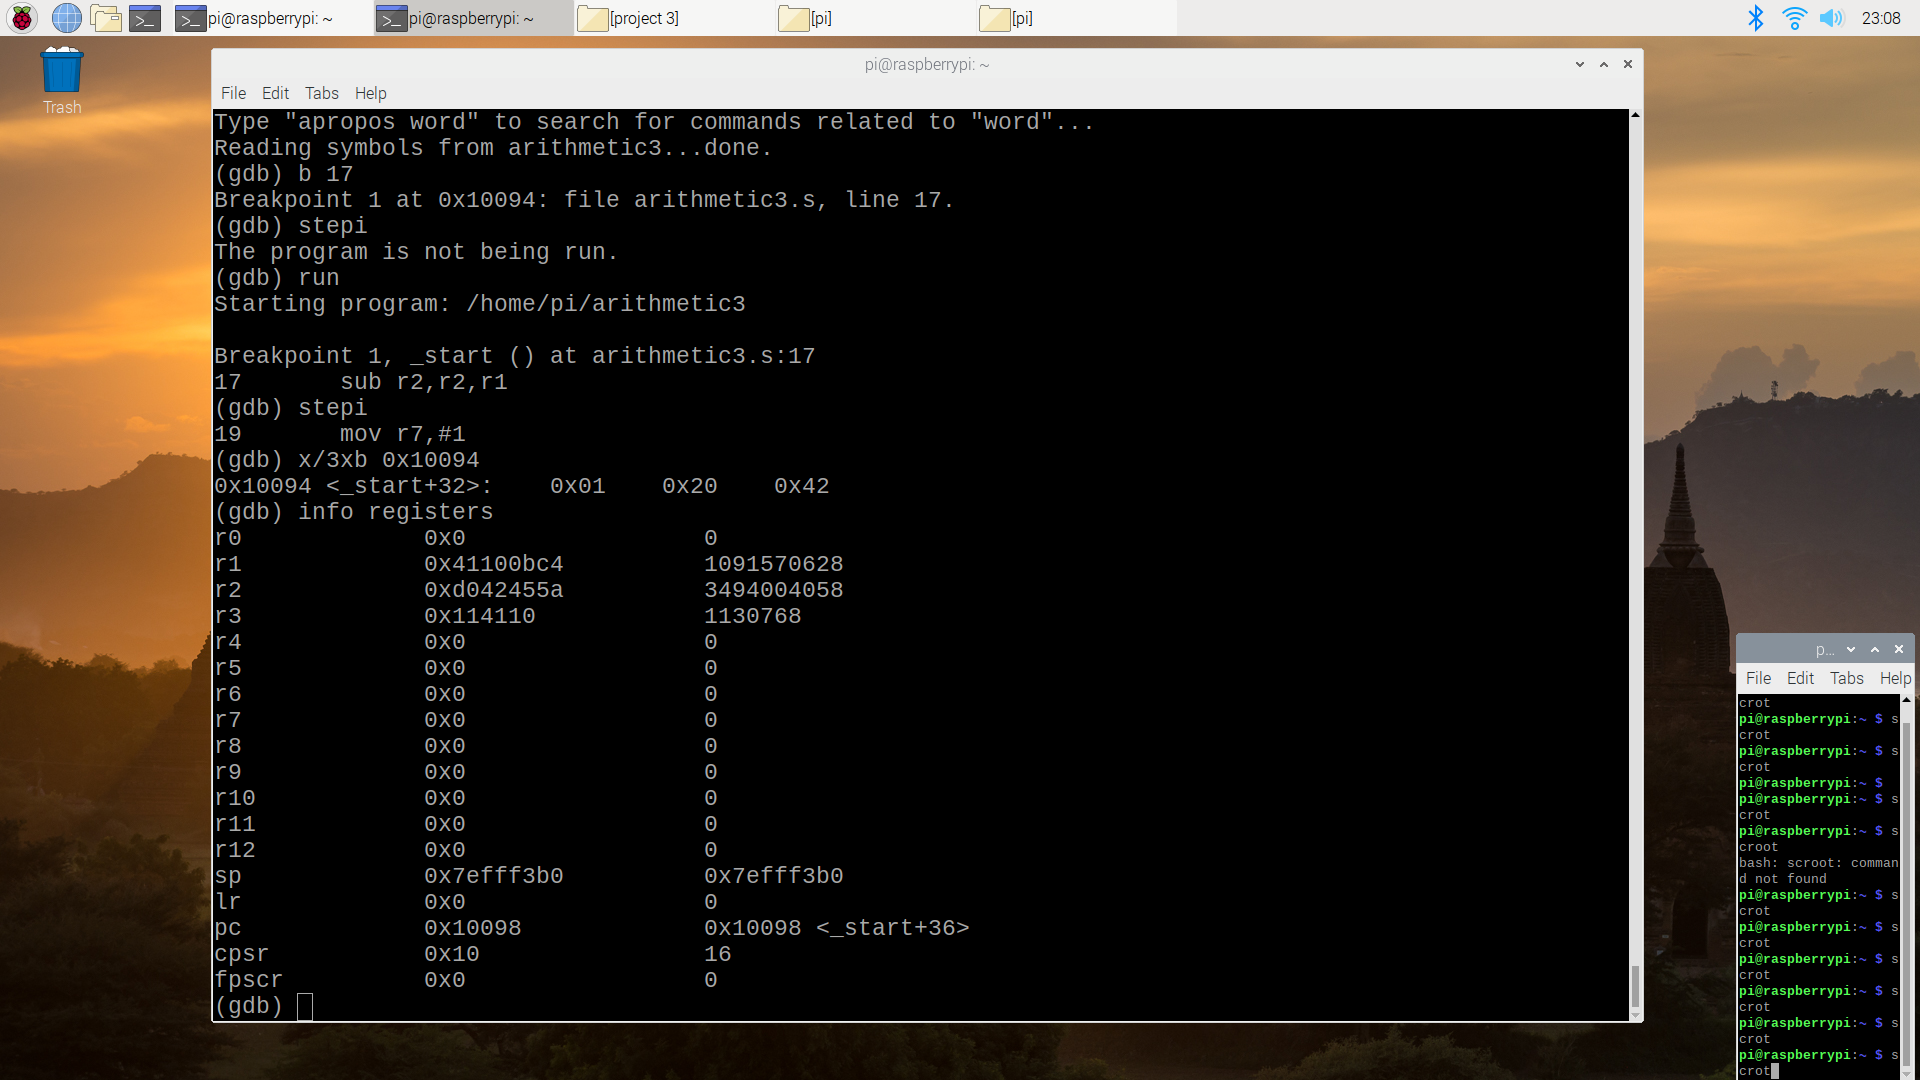 pi@raspberrypi: ~
pi@raspberrypi: ~
[project 3]
[pi]
[pi]
23:08
Trash
pi@raspberrypi: ~
File Edit Tabs Help
Type "apropos word" to search for commands related to "word"...
Reading symbols from arithmetic3...done.
(gdb) b 17
Breakpoint 1 at 0x10094: file arithmetic3.s, line 17.
(gdb) stepi
The program is not being run.
(gdb) run
Starting program: /home/pi/arithmetic3
Breakpoint 1, _start () at arithmetic3.s:17
17 sub r2,r2,r1
(gdb) stepi
19 mov r7,#1
(gdb) x/3xb 0x10094
0x10094 <_start+32>: 0x01 0x20 0x42
(gdb) info registers
r0 0x0 0
r1 0x41100bc4 1091570628
r2 0xd042455a 3494004058
r3 0x114110 1130768
r4 0x0 0
r5 0x0 0
r6 0x0 0
r7 0x0 0
r8 0x0 0
r9 0x0 0
r10 0x0 0
r11 0x0 0
r12 0x0 0
sp 0x7efff3b0 0x7efff3b0
lr 0x0 0
pc 0x10098 0x10098 <_start+36>
cpsr 0x10 16
fpscr 0x0 0
(gdb)
p...
File Edit Tabs Help
crot
pi@raspberrypi:~ $ s
crot
pi@raspberrypi:~ $ s
crot
pi@raspberrypi:~ $
pi@raspberrypi:~ $ s
crot
pi@raspberrypi:~ $ s
croot
bash: scroot: comman
d not found
pi@raspberrypi:~ $ s
crot
pi@raspberrypi:~ $ s
crot
pi@raspberrypi:~ $ s
crot
pi@raspberrypi:~ $ s
crot
pi@raspberrypi:~ $ s
crot
pi@raspberrypi:~ $ s
crot